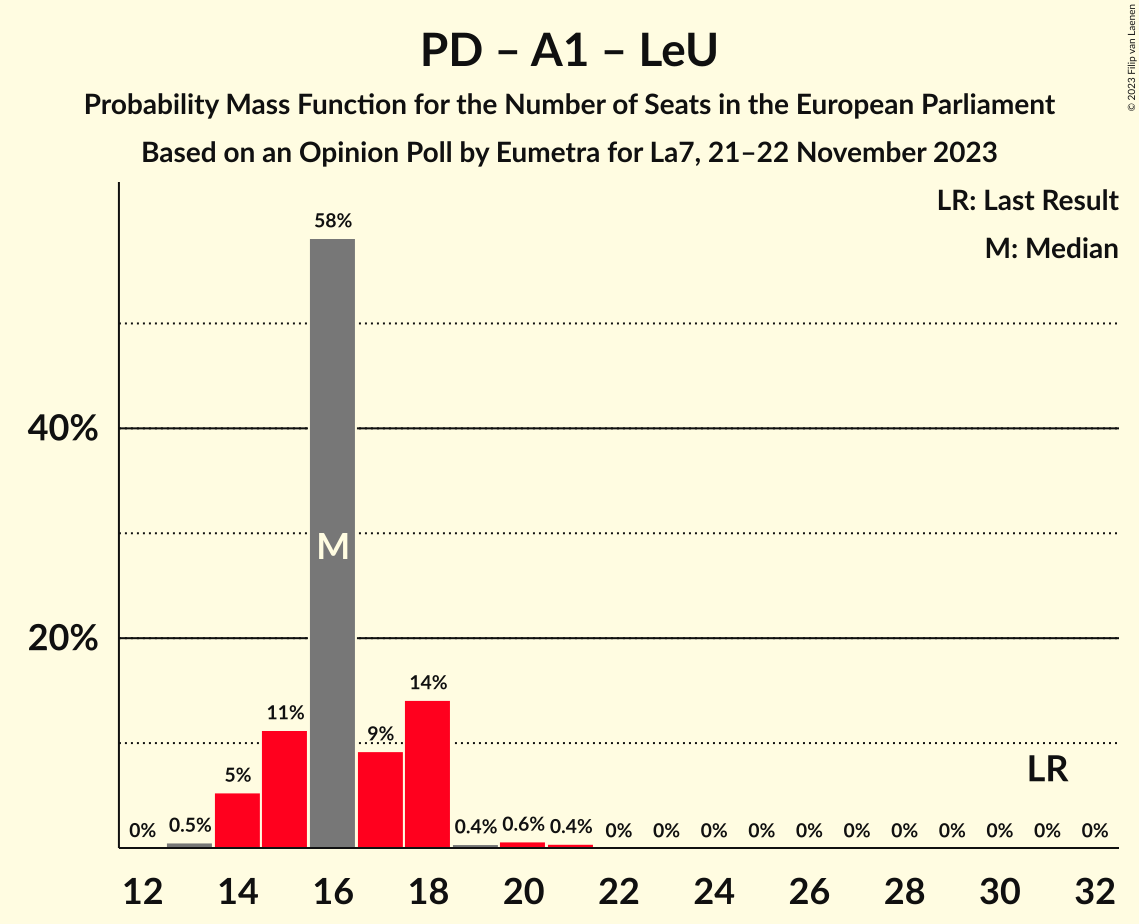 PD – A1 – LeU
Probability Mass Function for the Number of Seats in the European Parliament
Based on an Opinion Poll by Eumetra for La7, 21–22 November 2023
© 2023 Filip van Laenen
LR: Last Result
M: Median
58%
40%
M
20%
14%
11%
9%
5%
LR
0% 0.5% 0.4% 0.6% 0.4% 0% 0% 0% 0% 0% 0% 0% 0% 0% 0% 0%
12 14 16 18 20 22 24 26 28 30 32